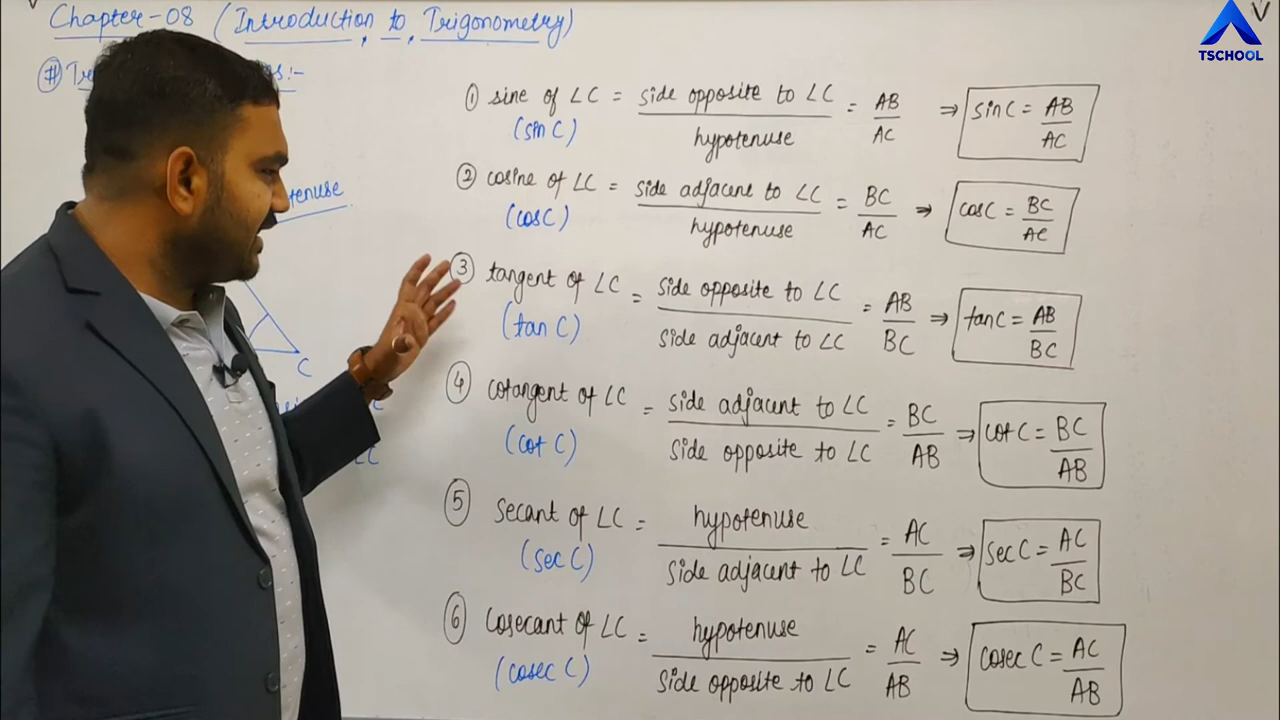 Chapter-08 (Introduction to Trigonometry)
TSCHOOL
① sine of ∠C = side opposite to ∠C / hypotenuse = AB/AC ⇒ sin C = AB/AC
(sin C)
② cosine of ∠C = side adjacent to ∠C / hypotenuse = BC/AC ⇒ cos C = BC/AC
(cos C)
③ tangent of ∠C = side opposite to ∠C / side adjacent to ∠C = AB/BC ⇒ tan C = AB/BC
(tan C)
C
④ cotangent of ∠C = side adjacent to ∠C / side opposite to ∠C = BC/AB ⇒ cot C = BC/AB
(cot C)
⑤ Secant of ∠C = hypotenuse / side adjacent to ∠C = AC/BC ⇒ sec C = AC/BC
(sec C)
⑥ Cosecant of ∠C = hypotenuse / side opposite to ∠C = AC/AB ⇒ cosec C = AC/AB
(cosec C)